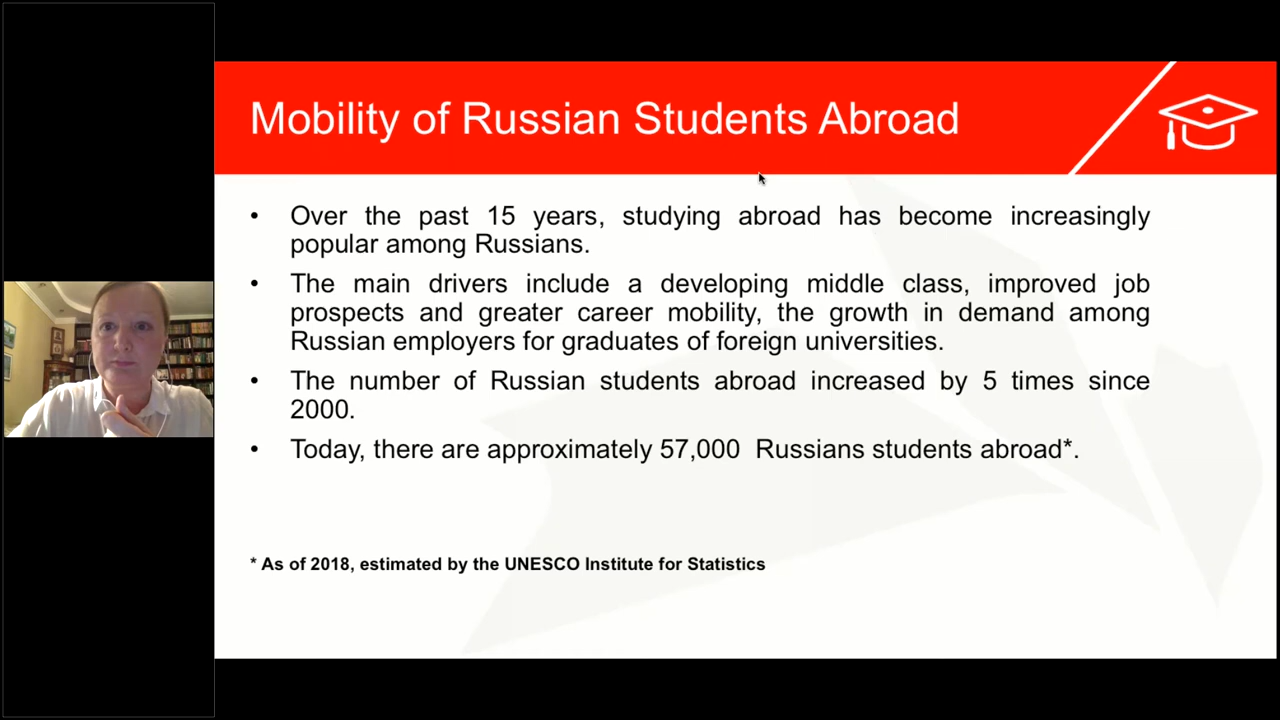 Mobility of Russian Students Abroad
• Over the past 15 years, studying abroad has become increasingly
popular among Russians.
• The main drivers include a developing middle class, improved job
prospects and greater career mobility, the growth in demand among
Russian employers for graduates of foreign universities.
• The number of Russian students abroad increased by 5 times since
2000.
• Today, there are approximately 57,000  Russians students abroad*.
* As of 2018, estimated by the UNESCO Institute for Statistics